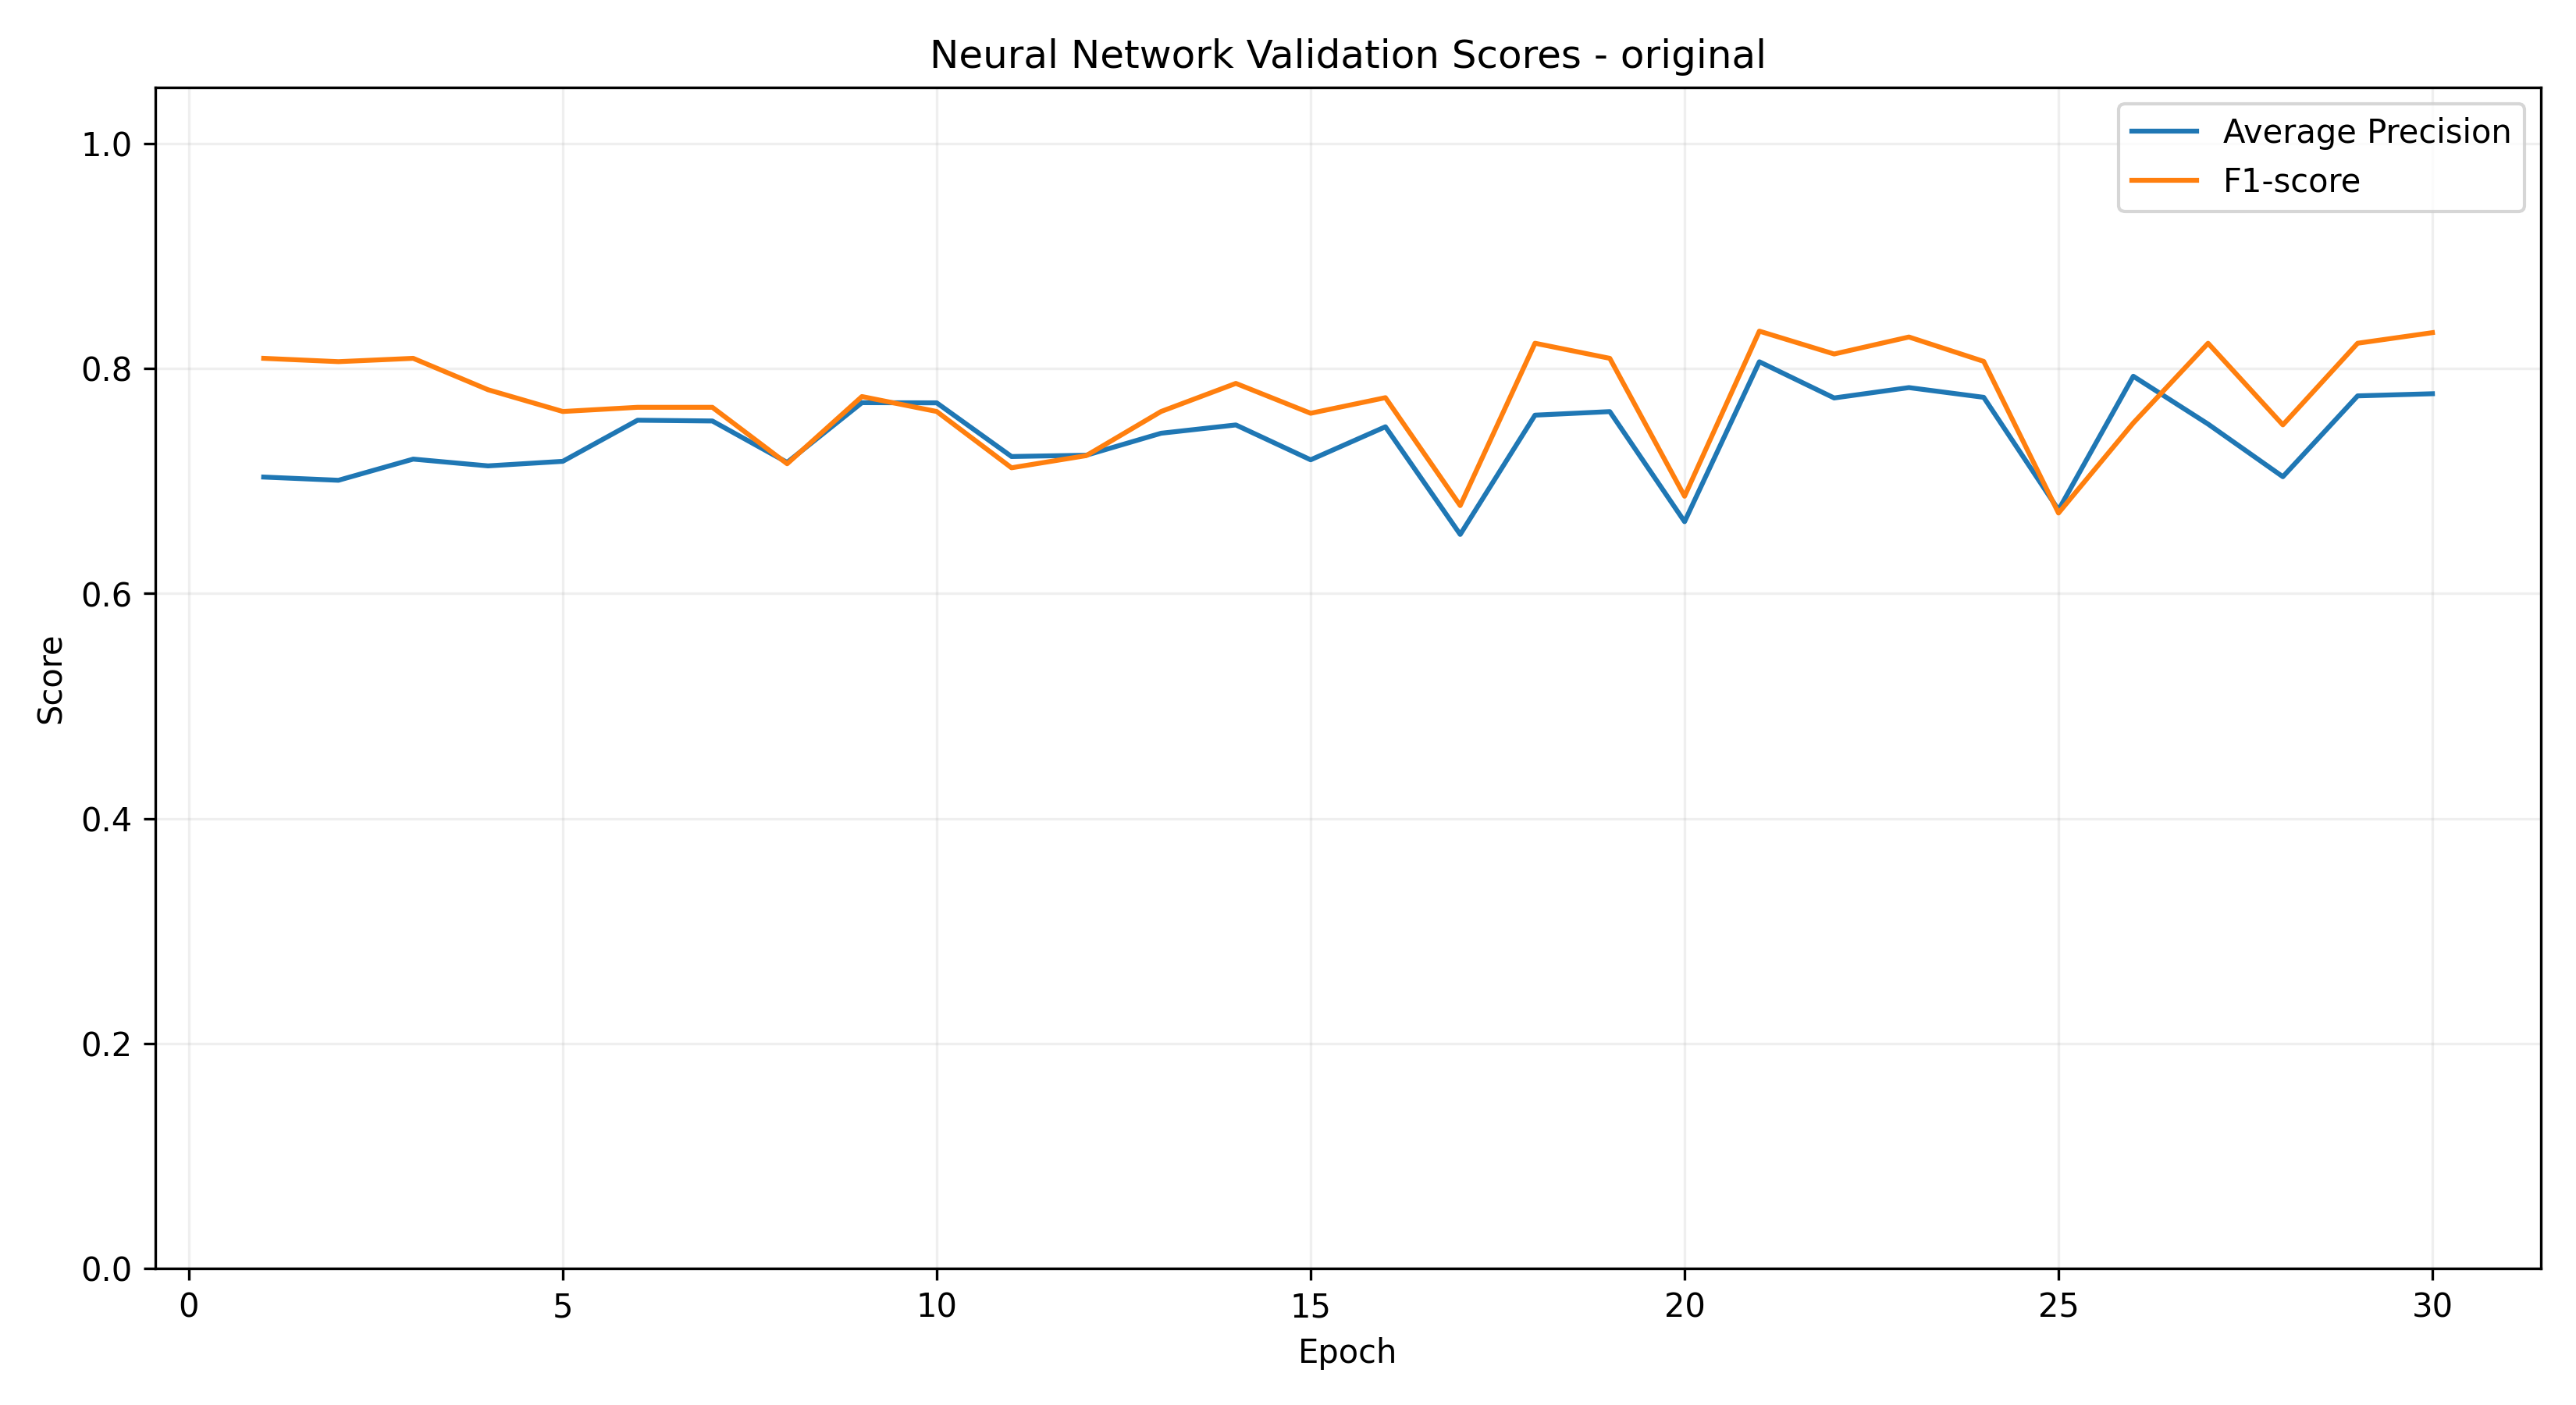 Neural Network Validation Scores - original
Average Precision
F1-score
1.0
0.8
0.6
0.4
0.2
0.0
Score
0 5 10 15 20 25 30
Epoch